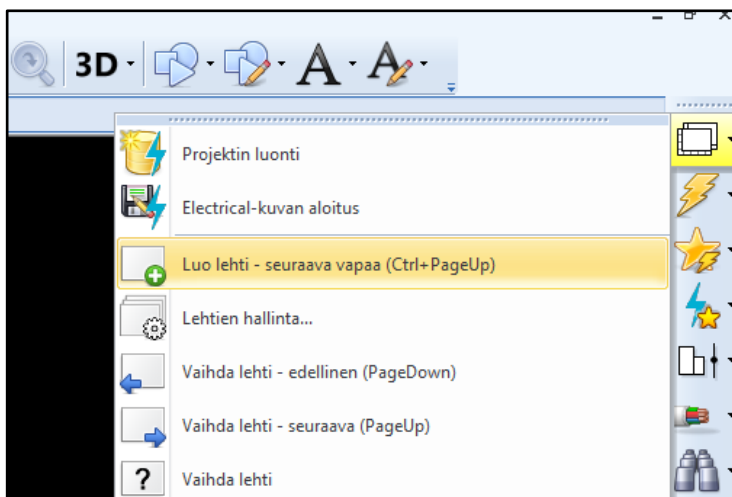 3D
Projektin luonti
Electrical-kuvan aloitus
Luo lehti - seuraava vapaa (Ctrl+PageUp)
Lehtien hallinta...
Vaihda lehti - edellinen (PageDown)
Vaihda lehti - seuraava (PageUp)
Vaihda lehti